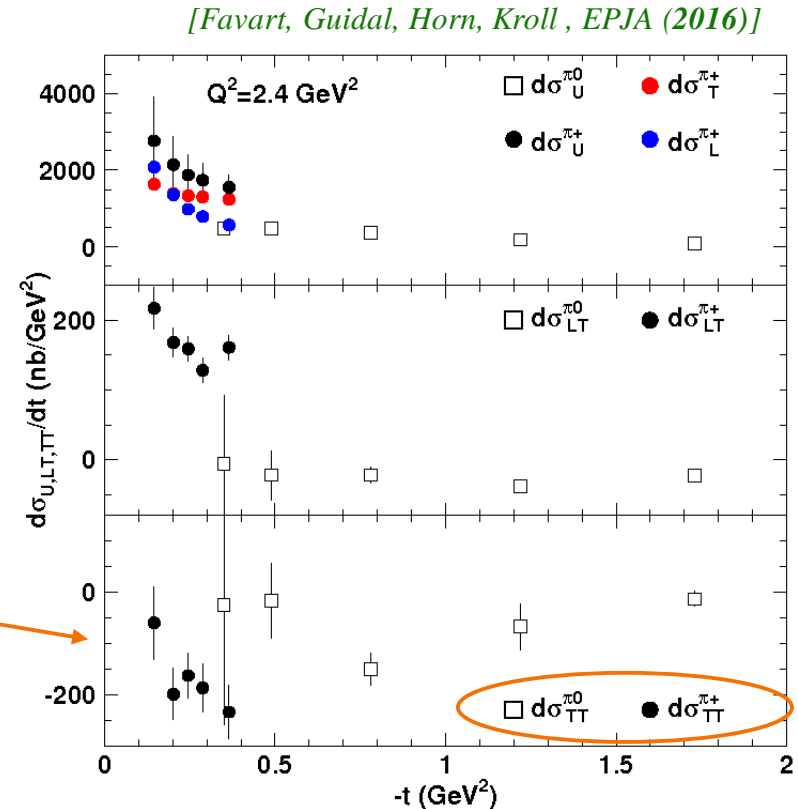 [Favart, Guidal, Horn, Kroll , EPJA (2016)]
Q²=2.4 GeV²
dσ_U^π0
dσ_T^π+
dσ_U^π+
dσ_L^π+
4000
2000
0
dσ_LT^π0
dσ_LT^π+
200
0
dσ_U,LT,TT/dt (nb/GeV²)
0
-200
dσ_TT^π0
dσ_TT^π+
0 0.5 1 1.5 2
-t (GeV²)